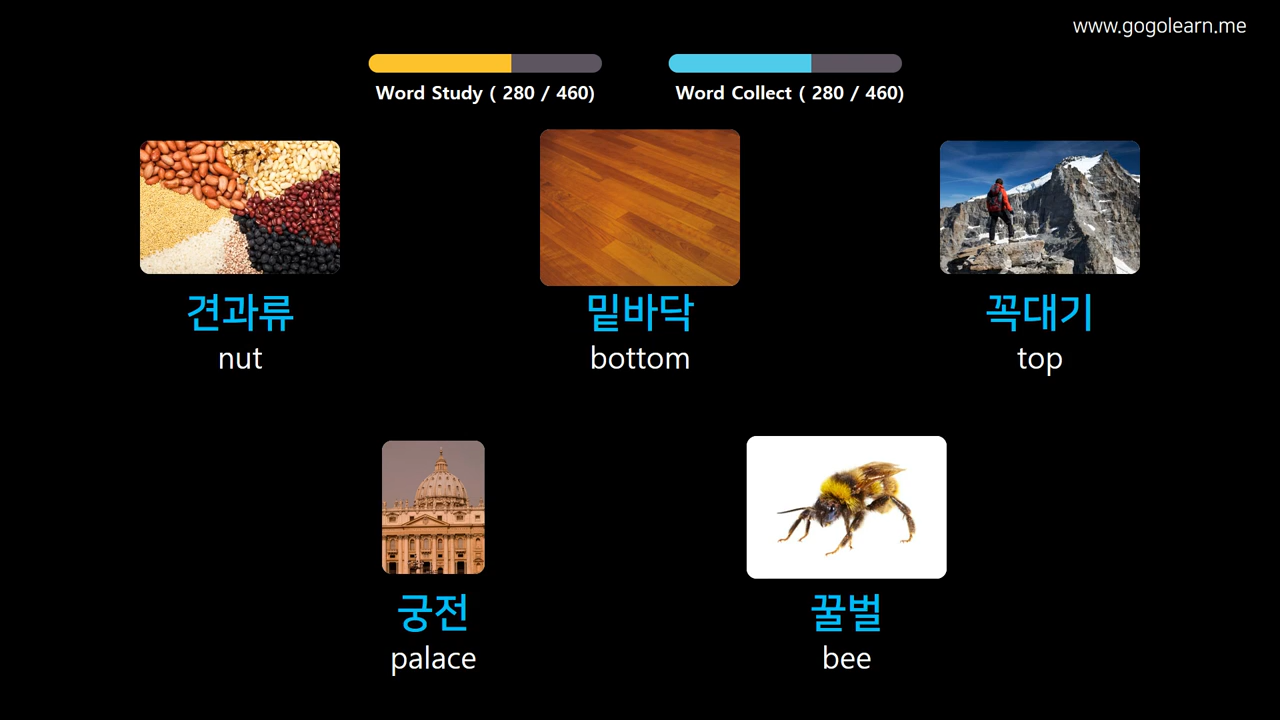 www.gogolearn.me
Word Study ( 280 / 460)
Word Collect ( 280 / 460)
견과류
nut
밑바닥
bottom
꼭대기
top
궁전
palace
꿀벌
bee